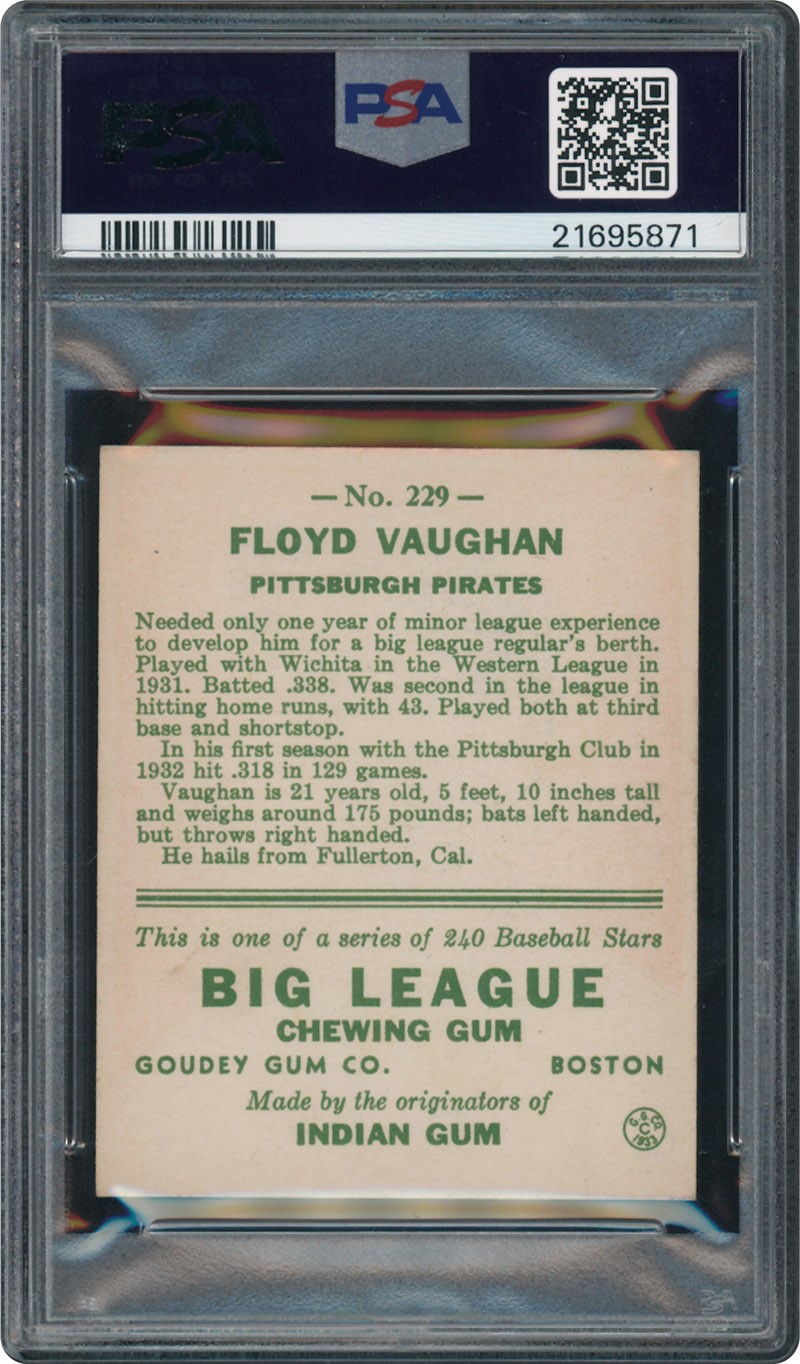 PSA
PSA
21695871
— No. 229 —
FLOYD VAUGHAN
PITTSBURGH PIRATES
Needed only one year of minor league experience
to develop him for a big league regular's berth.
Played with Wichita in the Western League in
1931. Batted .338. Was second in the league in
hitting home runs, with 43. Played both at third
base and shortstop.
In his first season with the Pittsburgh Club in
1932 hit .318 in 129 games.
Vaughan is 21 years old, 5 feet, 10 inches tall
and weighs around 175 pounds; bats left handed,
but throws right handed.
He hails from Fullerton, Cal.
This is one of a series of 240 Baseball Stars
BIG LEAGUE
CHEWING GUM
GOUDEY GUM CO. BOSTON
Made by the originators of
INDIAN GUM
G. G. CO.
C
1933
PSA